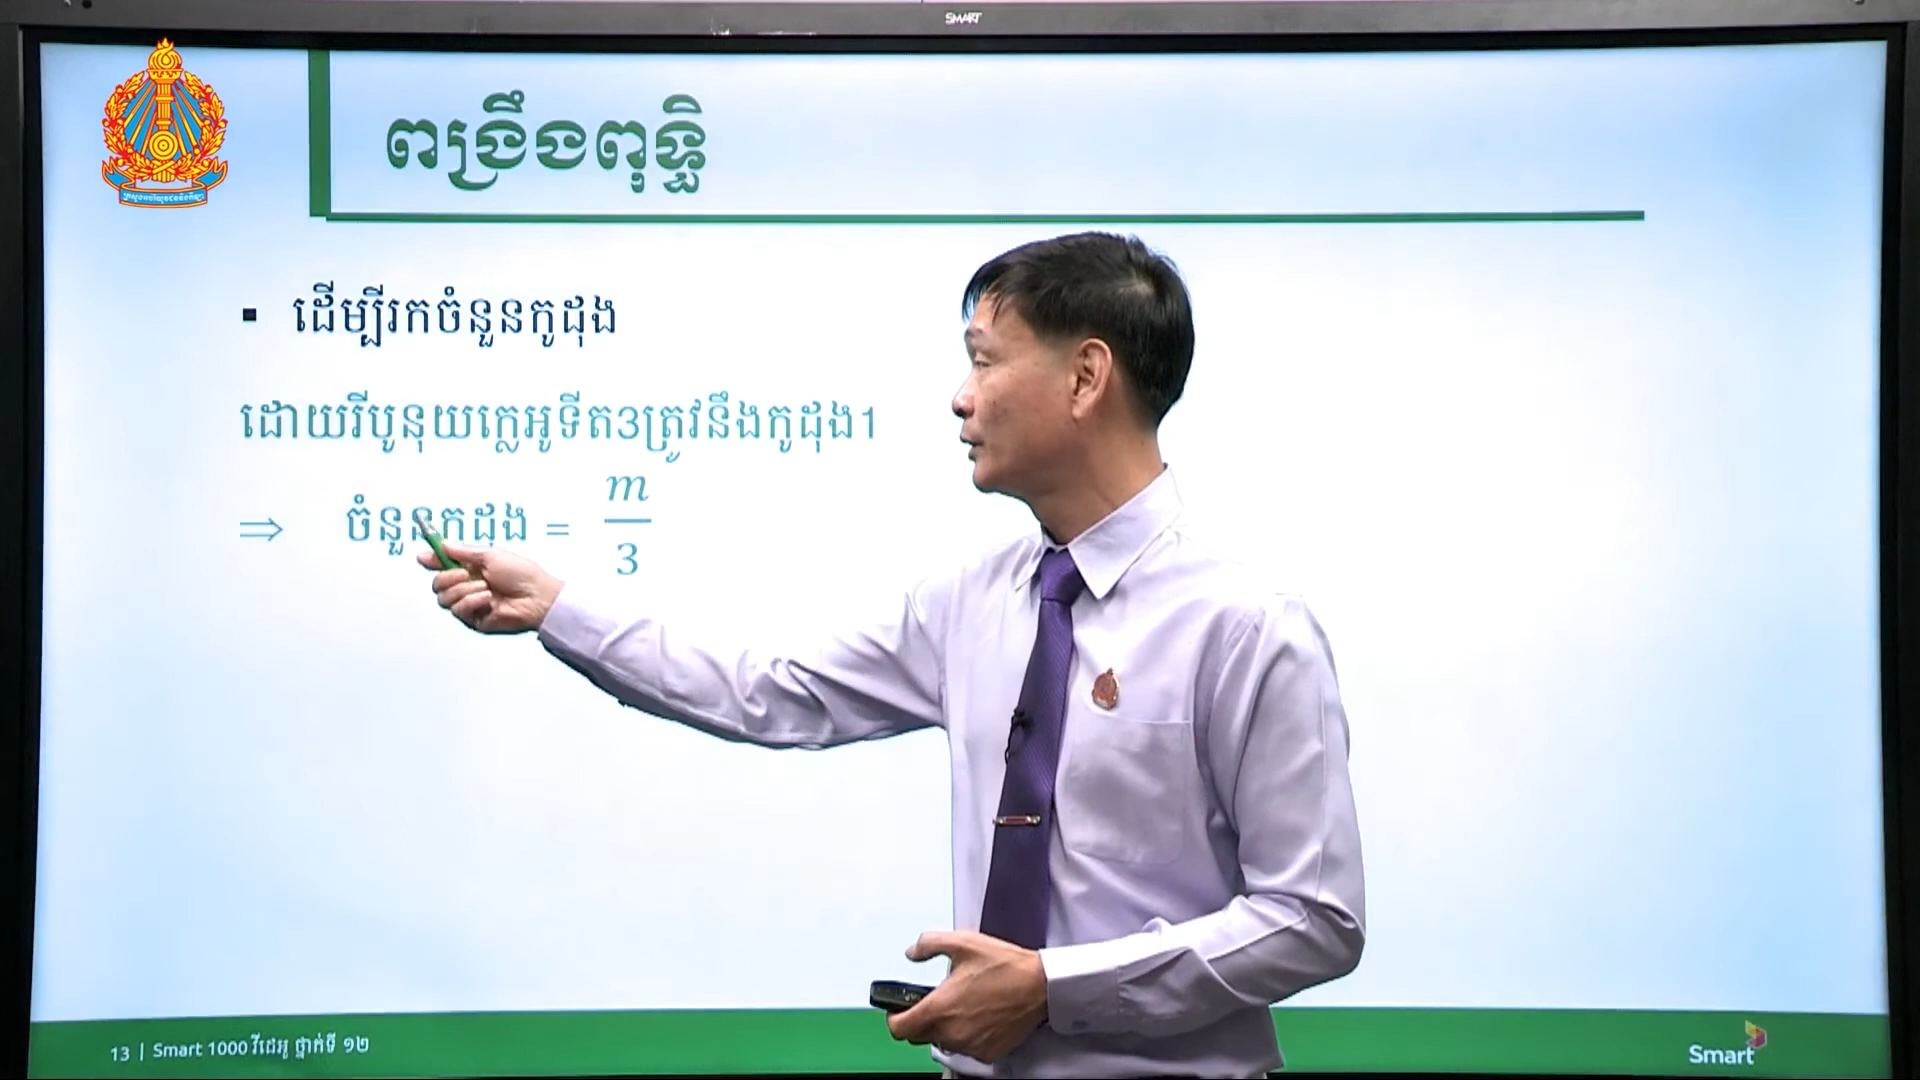 SMART
ពង្រឹងពុទ្ធិ
▪ ដើម្បីរកចំនួនកូដុង
ដោយរីបូនុយក្លេអូទីត3ត្រូវនឹងកូដុង1
⇒ ចំនួនកូដុង = m/3
13 | Smart 1000 វីដេអូ ថ្នាក់ទី ១២
Smart